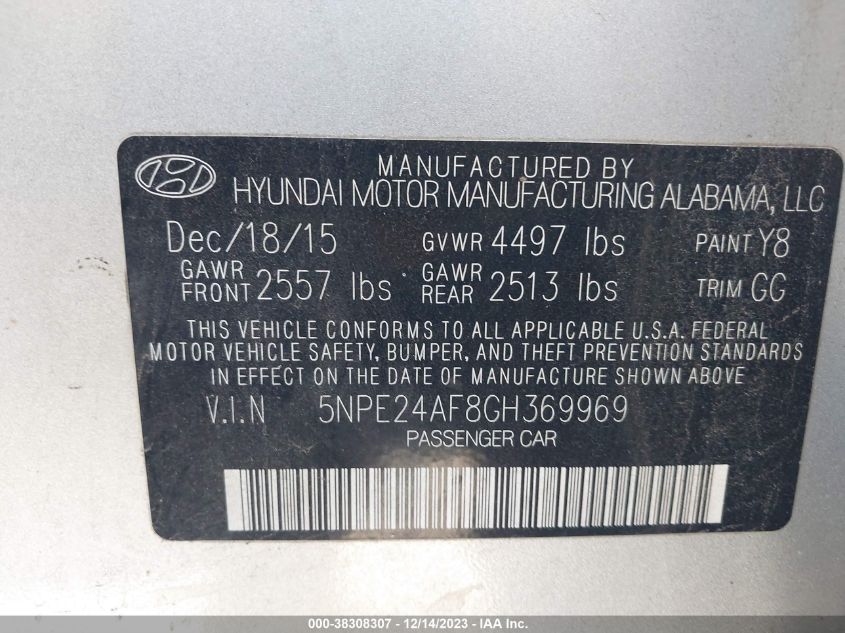 MANUFACTURED BY
HYUNDAI MOTOR MANUFACTURING ALABAMA, LLC
Dec/18/15 GVWR 4497 lbs PAINT Y8
GAWR FRONT 2557 lbs GAWR REAR 2513 lbs TRIM GG
THIS VEHICLE CONFORMS TO ALL APPLICABLE U.S.A. FEDERAL
MOTOR VEHICLE SAFETY, BUMPER, AND THEFT PREVENTION STANDARDS
IN EFFECT ON THE DATE OF MANUFACTURE SHOWN ABOVE
V.I.N 5NPE24AF8GH369969
PASSENGER CAR
000-38308307 - 12/14/2023 - IAA Inc.